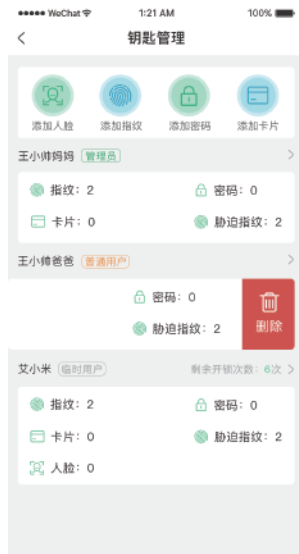 WeChat 1:21 AM 100%
钥匙管理
添加人脸 添加指纹 添加密码 添加卡片
王小帅妈妈 管理员
指纹：2 密码：0
卡片：0 胁迫指纹：2
王小帅爸爸 普通用户
密码：0
胁迫指纹：2
删除
艾小米 临时用户 剩余开锁次数：6次
指纹：2 密码：0
卡片：0 胁迫指纹：2
人脸：0